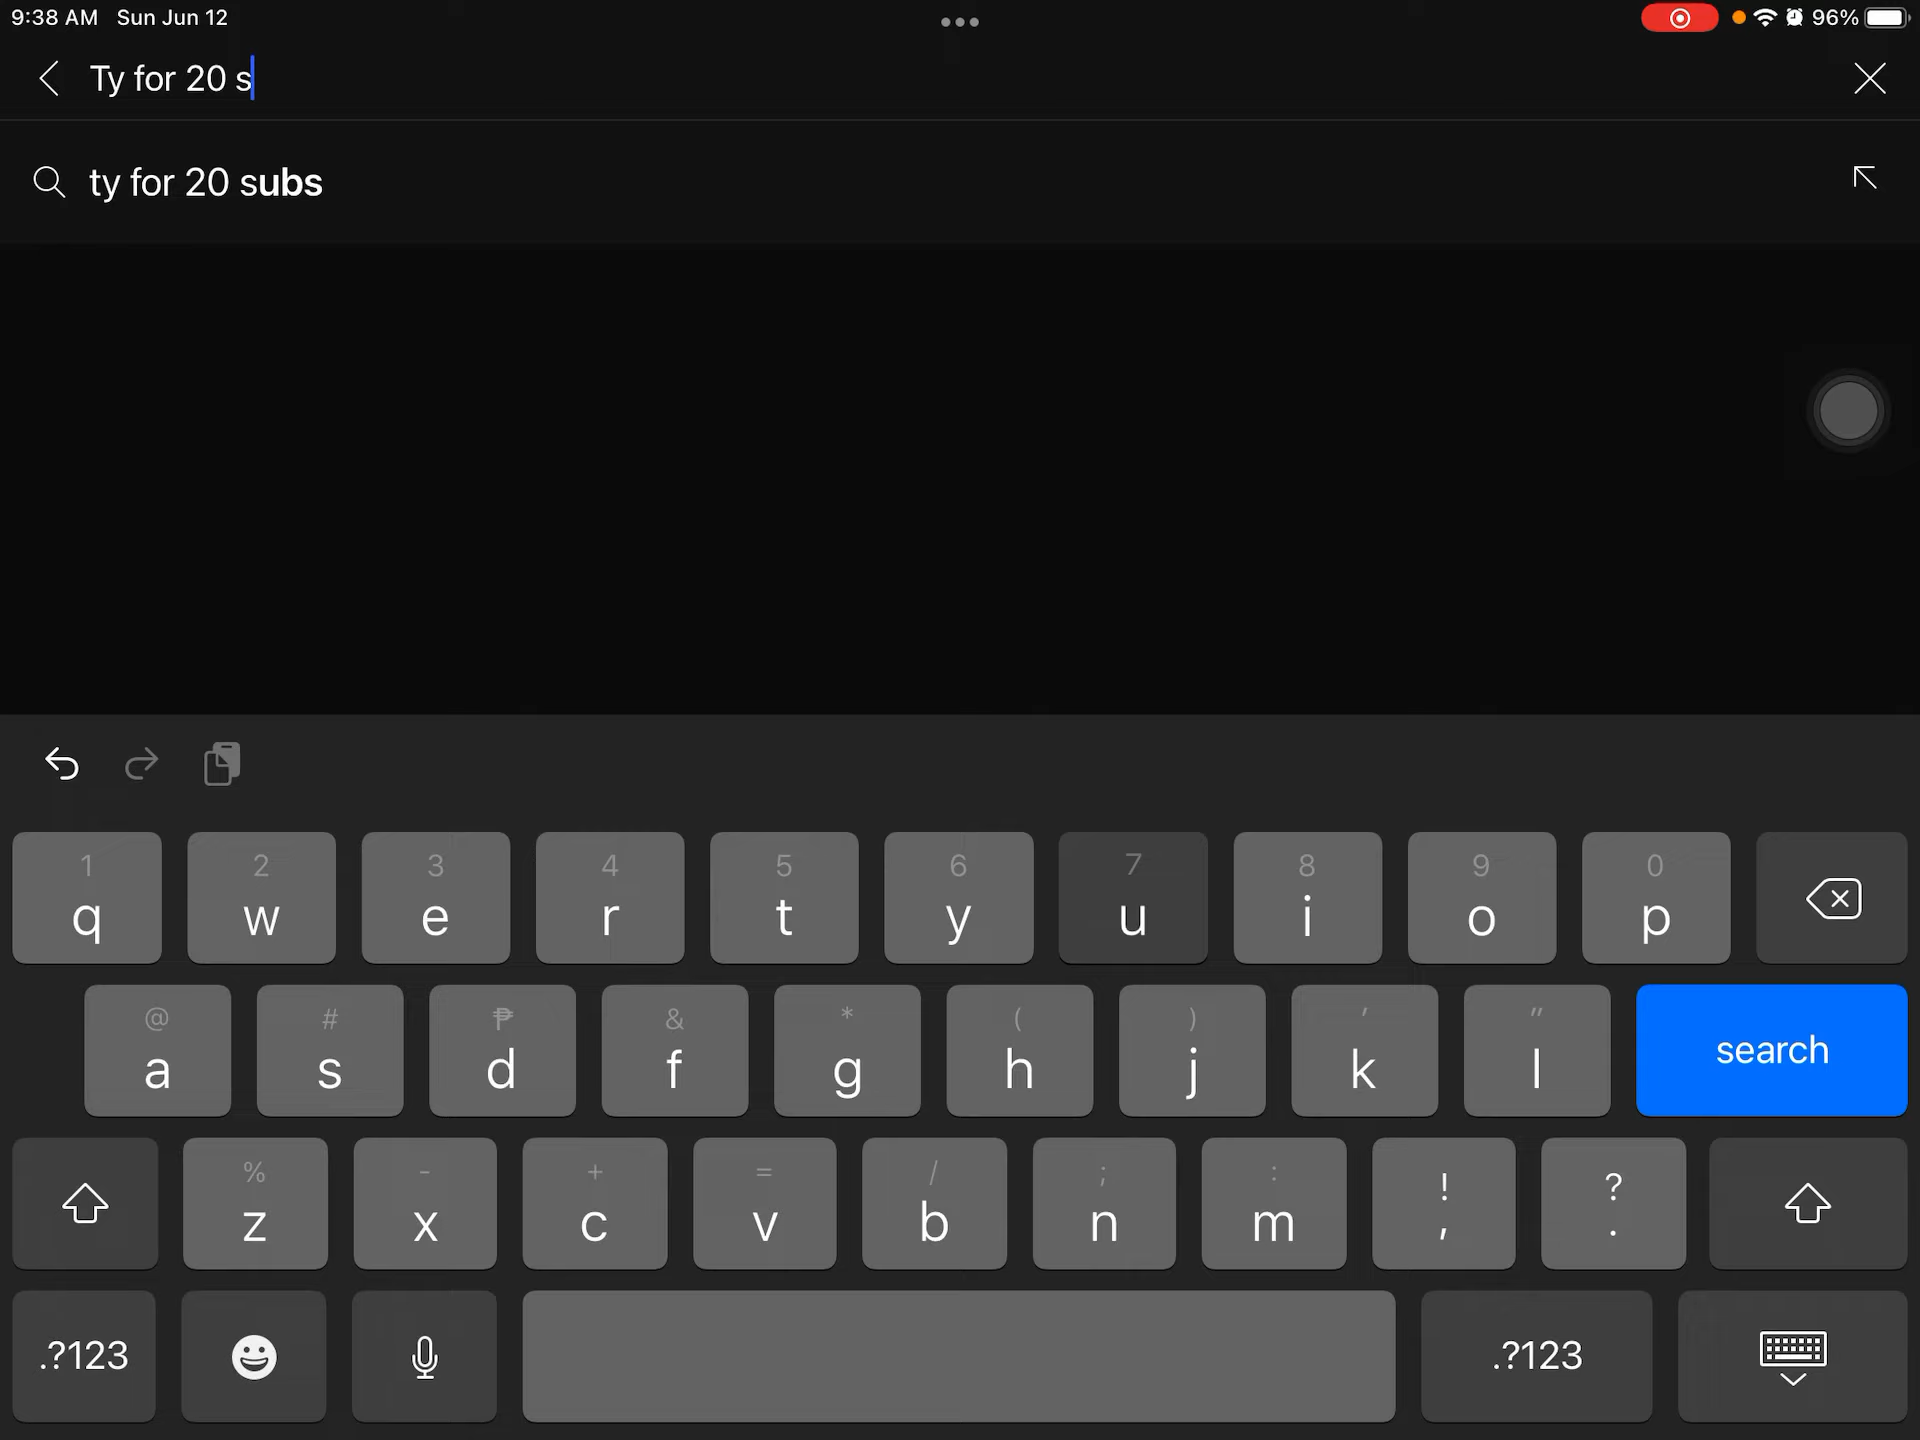 9:38 AM Sun Jun 12
96%
Ty for 20 s
ty for 20 subs
1 2 3 4 5 6 7 8 9 0
q w e r t y u i o p
@ # ₱ & * ( ) ' "
a s d f g h j k l search
% - + = / ; : ! ?
z x c v b n m , .
.?123 .?123